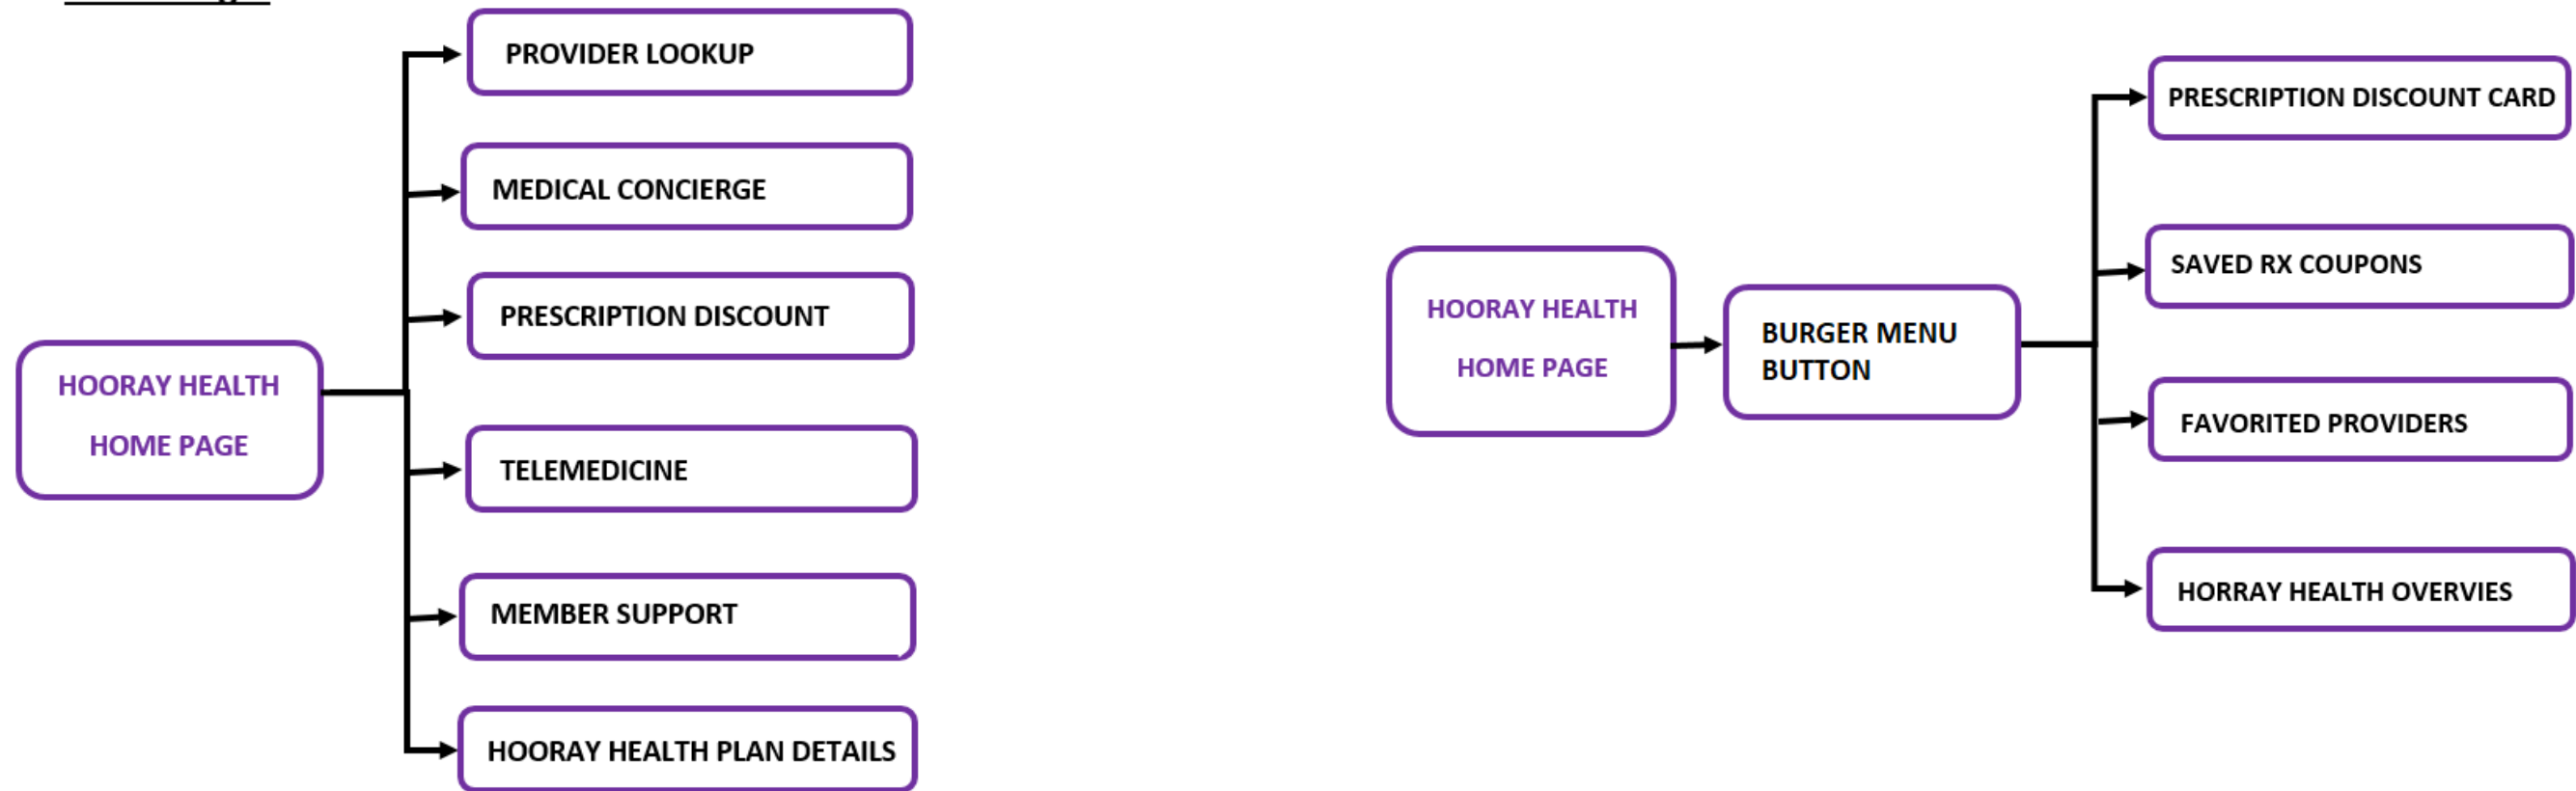 PROVIDER LOOKUP
MEDICAL CONCIERGE
PRESCRIPTION DISCOUNT
HOORAY HEALTH
HOME PAGE
TELEMEDICINE
MEMBER SUPPORT
HOORAY HEALTH PLAN DETAILS
HOORAY HEALTH
HOME PAGE
BURGER MENU
BUTTON
PRESCRIPTION DISCOUNT CARD
SAVED RX COUPONS
FAVORITED PROVIDERS
HORRAY HEALTH OVERVIES